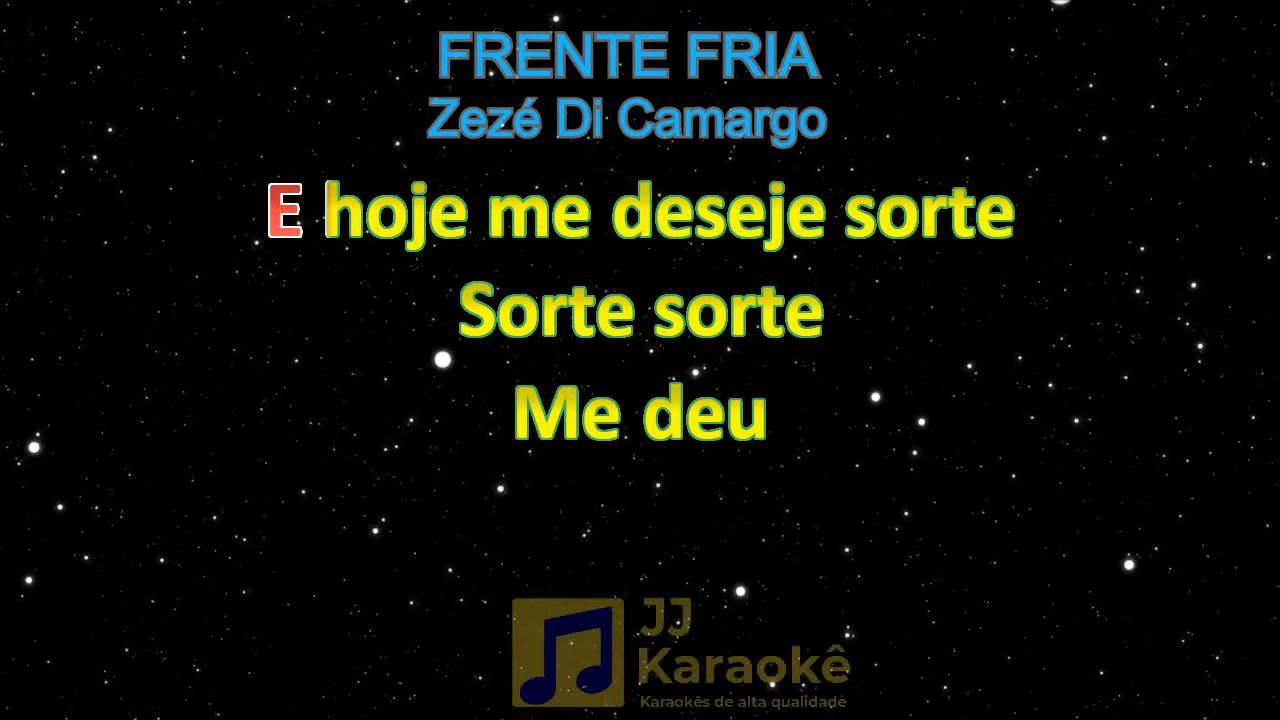 FRENTE FRIA
Zezé Di Camargo
E hoje me deseje sorte
Sorte sorte
Me deu
JJ
Karaokê
Karaokês de alta qualidade